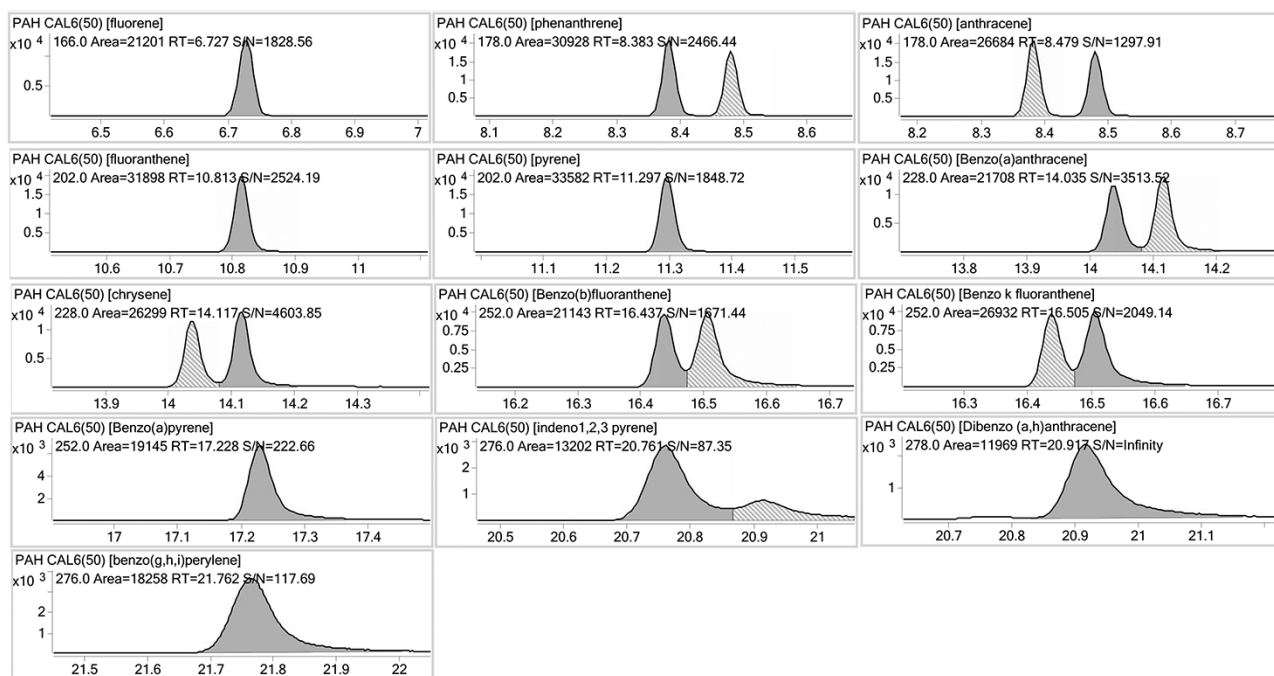 PAH CAL6(50) [fluorene]
x10 4
166.0 Area=21201 RT=6.727 S/N=1828.56
0.5
6.5 6.6 6.7 6.8 6.9 7
PAH CAL6(50) [phenanthrene]
x10 4
178.0 Area=30928 RT=8.383 S/N=2466.44
1.5
1
0.5
8.1 8.2 8.3 8.4 8.5 8.6
PAH CAL6(50) [anthracene]
x10 4
178.0 Area=26684 RT=8.479 S/N=1297.91
1.5
1
0.5
8.2 8.3 8.4 8.5 8.6 8.7
PAH CAL6(50) [fluoranthene]
x10 4
202.0 Area=31898 RT=10.813 S/N=2524.19
1.5
1
0.5
10.6 10.7 10.8 10.9 11 11.1
PAH CAL6(50) [pyrene]
x10 4
202.0 Area=33582 RT=11.297 S/N=1848.72
1.5
1
0.5
11.1 11.2 11.3 11.4 11.5
PAH CAL6(50) [Benzo(a)anthracene]
x10 4
228.0 Area=21708 RT=14.035 S/N=3513.52
0.5
13.8 13.9 14 14.1 14.2
PAH CAL6(50) [chrysene]
x10 4
228.0 Area=26299 RT=14.117 S/N=4603.85
1
0.5
13.9 14 14.1 14.2 14.3
PAH CAL6(50) [Benzo(b)fluoranthene]
x10 4
252.0 Area=21143 RT=16.437 S/N=1671.44
0.75
0.5
0.25
16.2 16.3 16.4 16.5 16.6 16.7
PAH CAL6(50) [Benzo k fluoranthene]
x10 4
252.0 Area=26932 RT=16.505 S/N=2049.14
0.75
0.5
0.25
16.3 16.4 16.5 16.6 16.7
PAH CAL6(50) [Benzo(a)pyrene]
x10 3
252.0 Area=19145 RT=17.228 S/N=222.66
4
2
17 17.1 17.2 17.3 17.4
PAH CAL6(50) [indeno1,2,3 pyrene]
x10 3
276.0 Area=13202 RT=20.761 S/N=87.35
2
1
20.5 20.6 20.7 20.8 20.9 21
PAH CAL6(50) [Dibenzo (a,h)anthracene]
x10 3
278.0 Area=11969 RT=20.917 S/N=Infinity
1
20.7 20.8 20.9 21 21.1
PAH CAL6(50) [benzo(g,h,i)perylene]
x10 3
276.0 Area=18258 RT=21.762 S/N=117.69
2
1
21.5 21.6 21.7 21.8 21.9 22